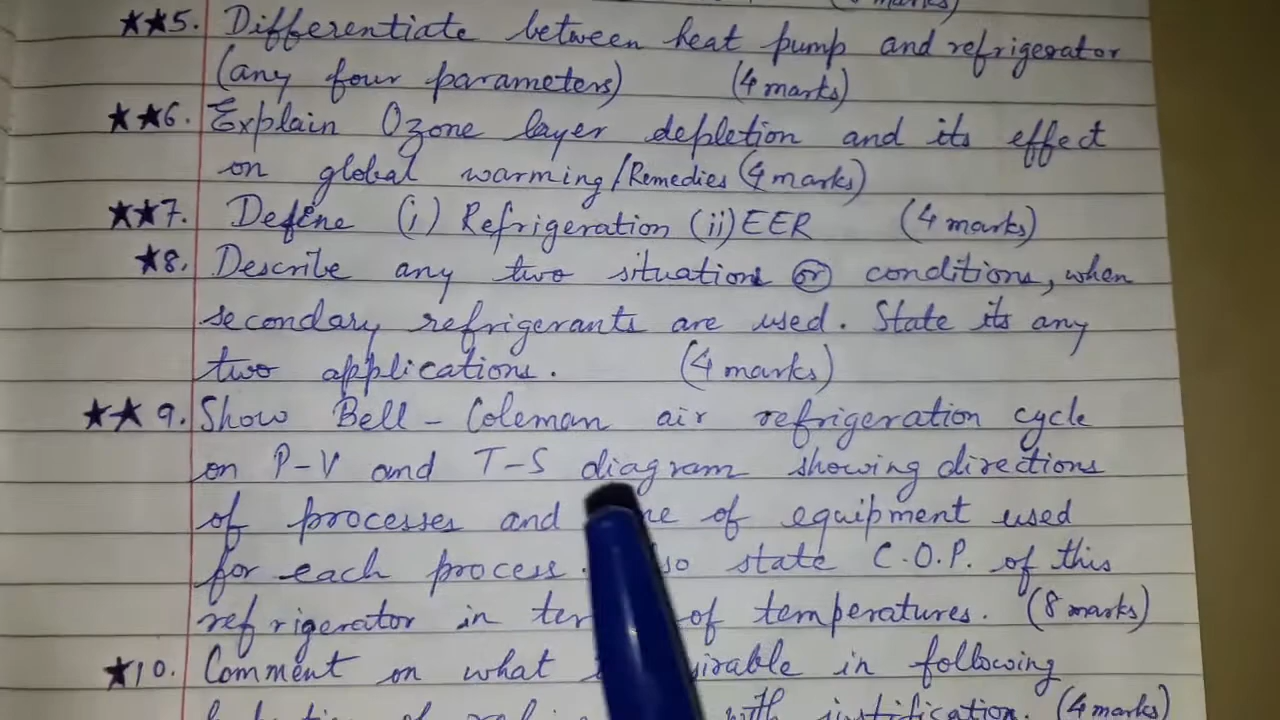 marks)
★★5. Differentiate between heat pump and refrigerator
(any four parameters) (4 marks)
★★6. Explain Ozone layer depletion and its effect
on global warming/Remedies (4 marks)
★★7. Define (i) Refrigeration (ii) EER (4 marks)
★8. Describe any two situations or conditions, when
secondary refrigerants are used. State its any
two applications. (4 marks)
★★ 9. Show Bell-Coleman air refrigeration cycle
on P-V and T-S diagram showing directions
of processes and of equipment used
for each process. state C.O.P. of this
refrigerator in of temperatures. (8 marks)
★10. Comment on what in following
with justification. (4 marks)